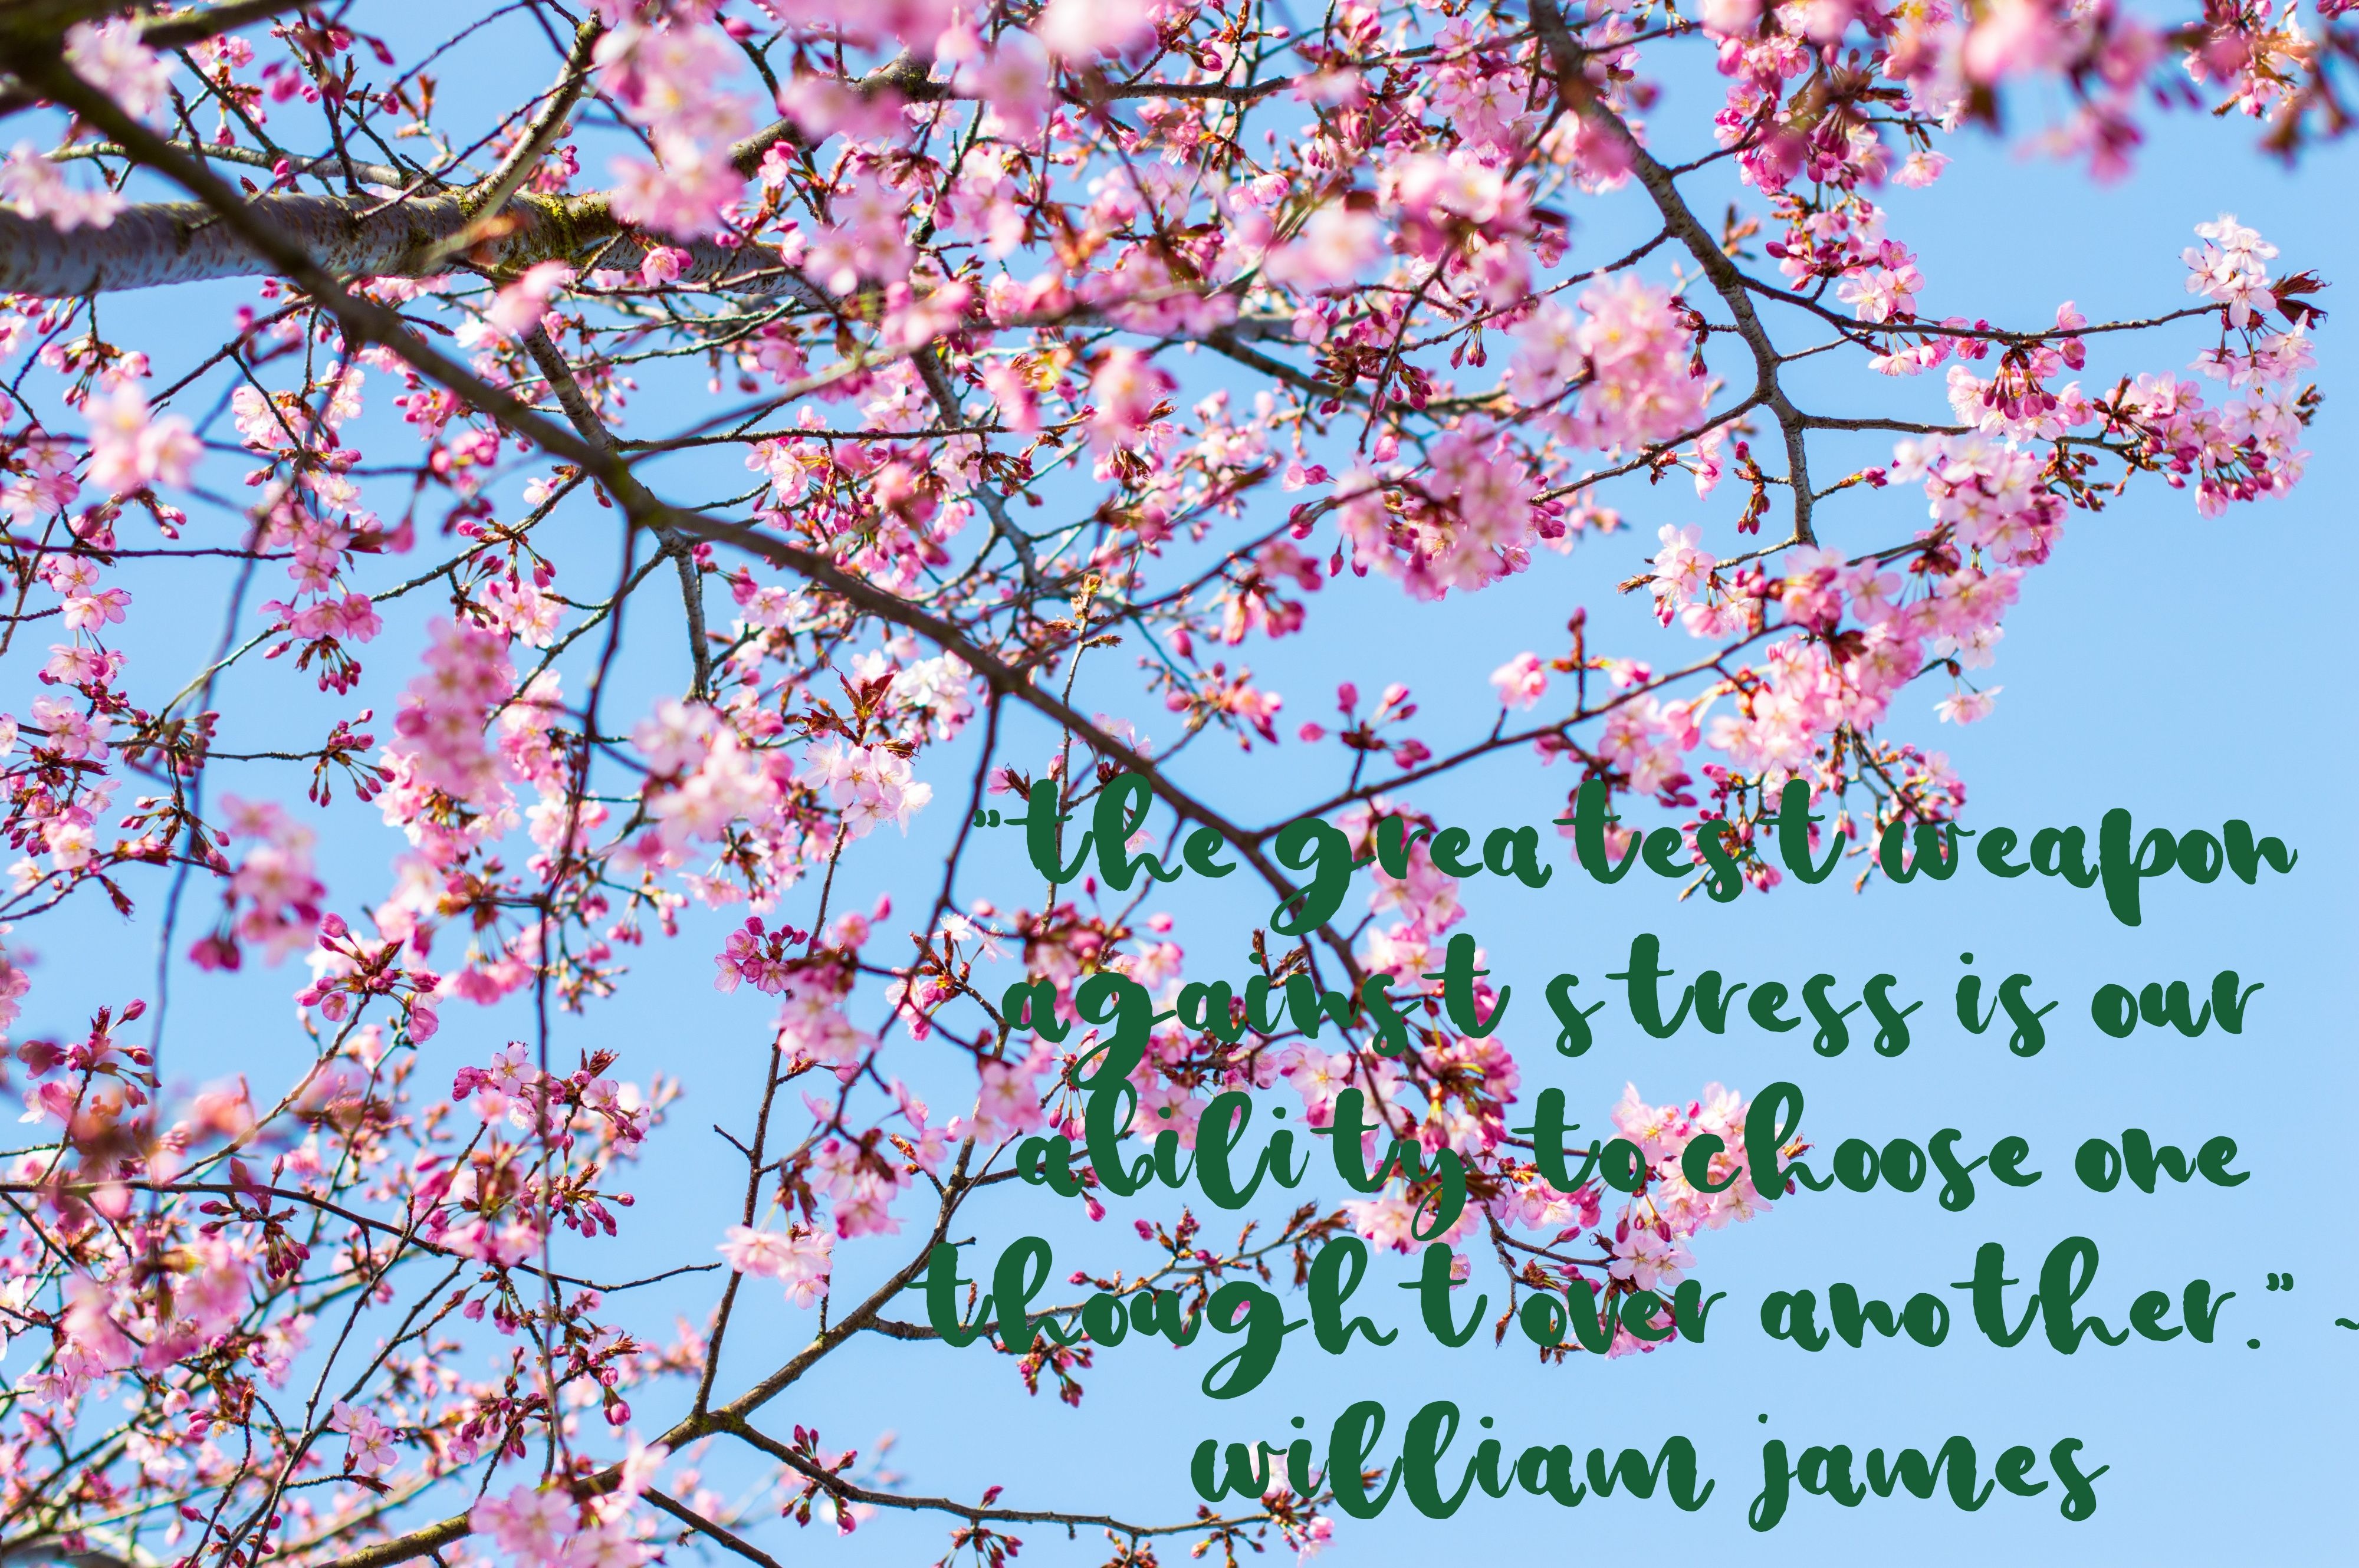 "the greatest weapon
against stress is our
ability to choose one
thought over another." ~
william james